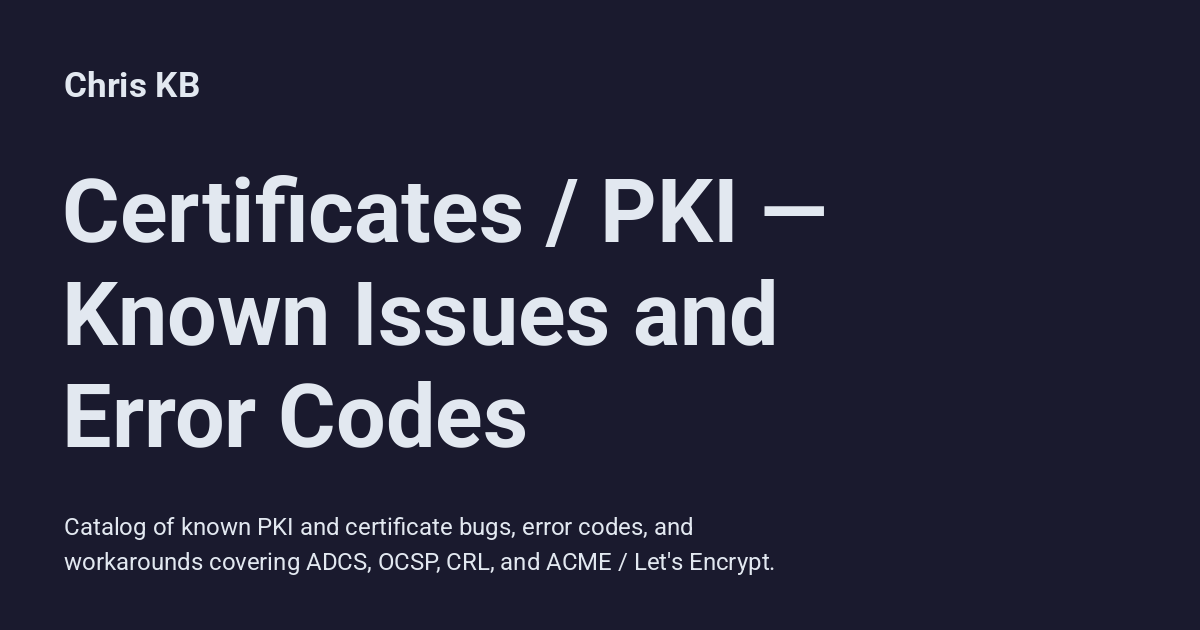 Chris KB
Certificates / PKI —
Known Issues and
Error Codes
Catalog of known PKI and certificate bugs, error codes, and
workarounds covering ADCS, OCSP, CRL, and ACME / Let's Encrypt.